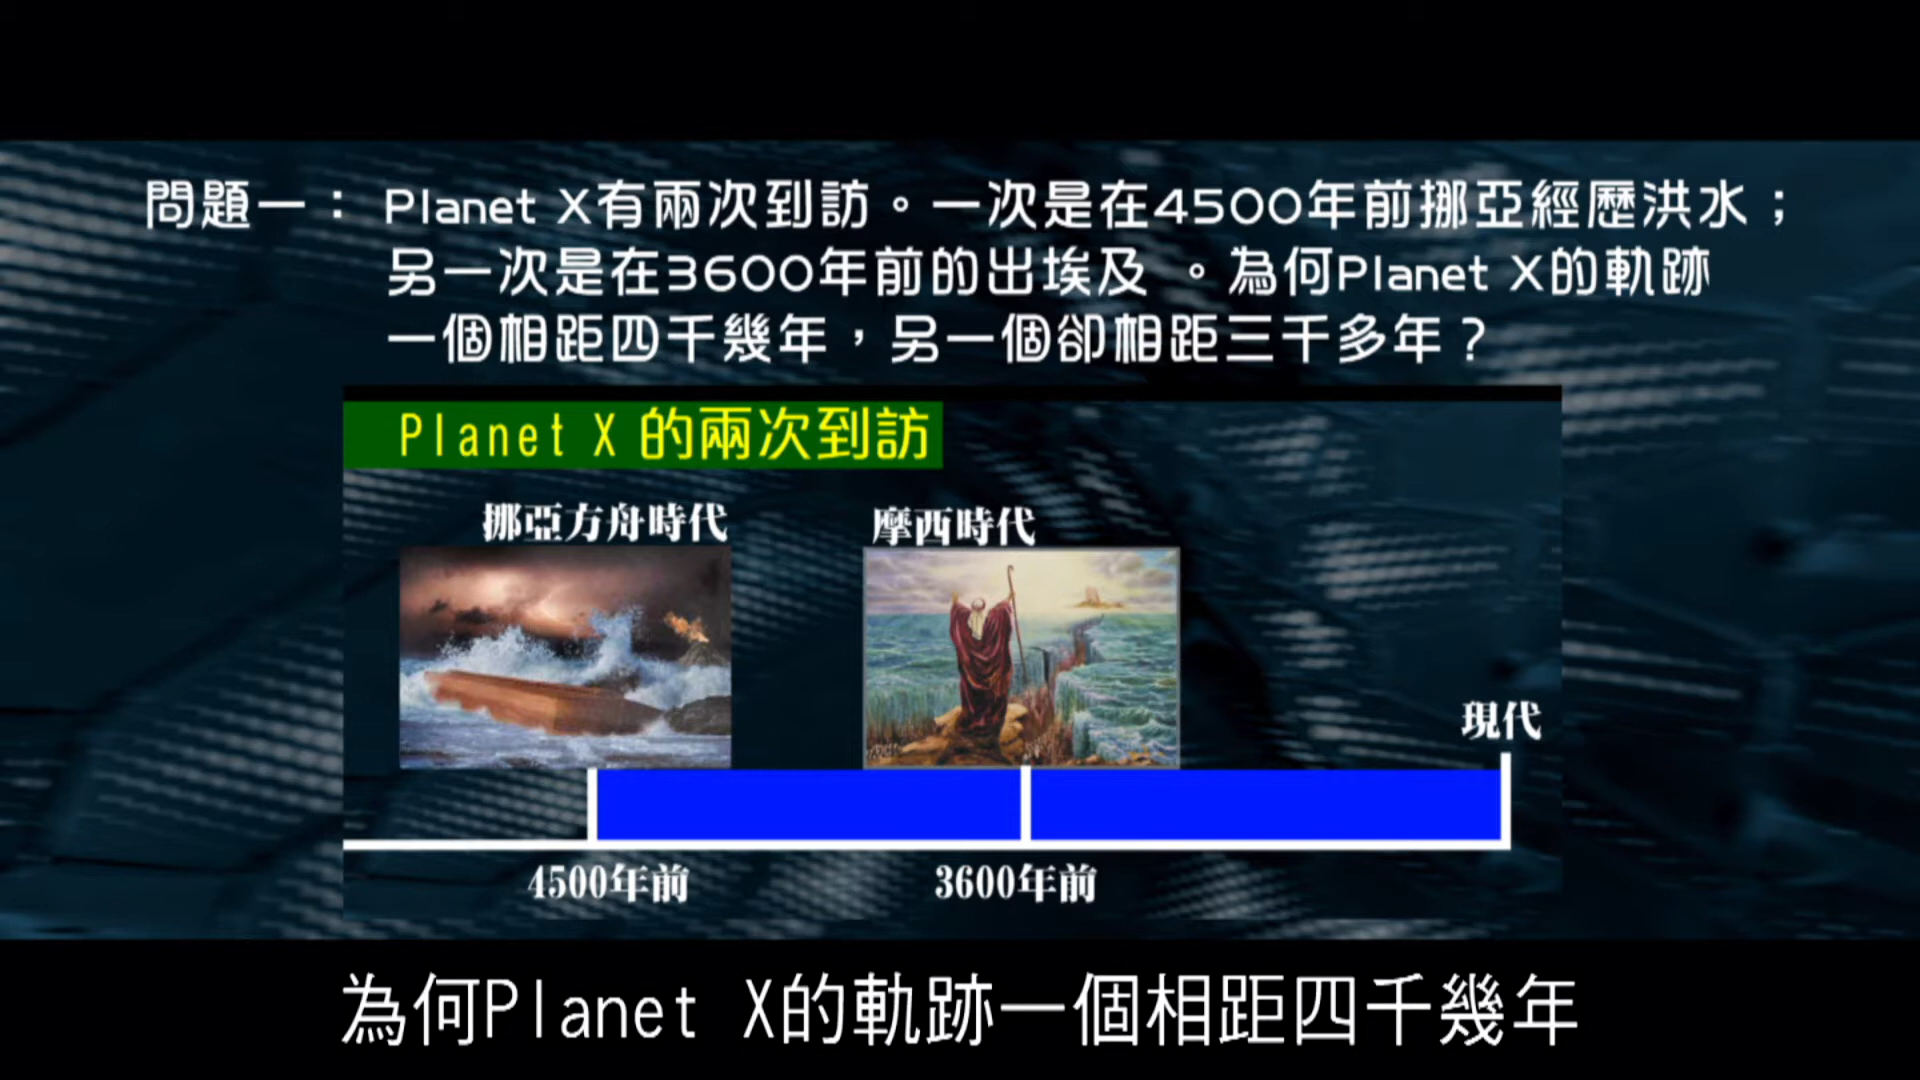 問題一：Planet X有兩次到訪。一次是在4500年前挪亞經歷洪水；
另一次是在3600年前的出埃及 。為何Planet X的軌跡
一個相距四千幾年，另一個卻相距三千多年？
Planet X 的兩次到訪
挪亞方舟時代
摩西時代
現代
4500年前
3600年前
為何Planet X的軌跡一個相距四千幾年